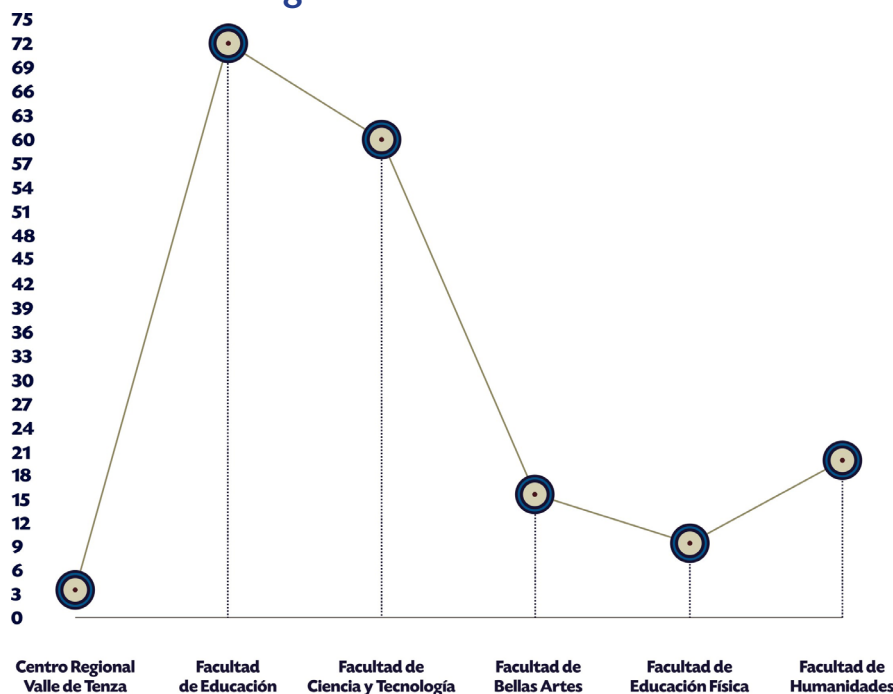 75
72
69
66
63
60
57
54
51
48
45
42
39
36
33
30
27
24
21
18
15
12
9
6
3
0
Centro Regional
Valle de Tenza
Facultad
de Educación
Facultad de
Ciencia y Tecnología
Facultad de
Bellas Artes
Facultad de
Educación Física
Facultad de
Humanidades